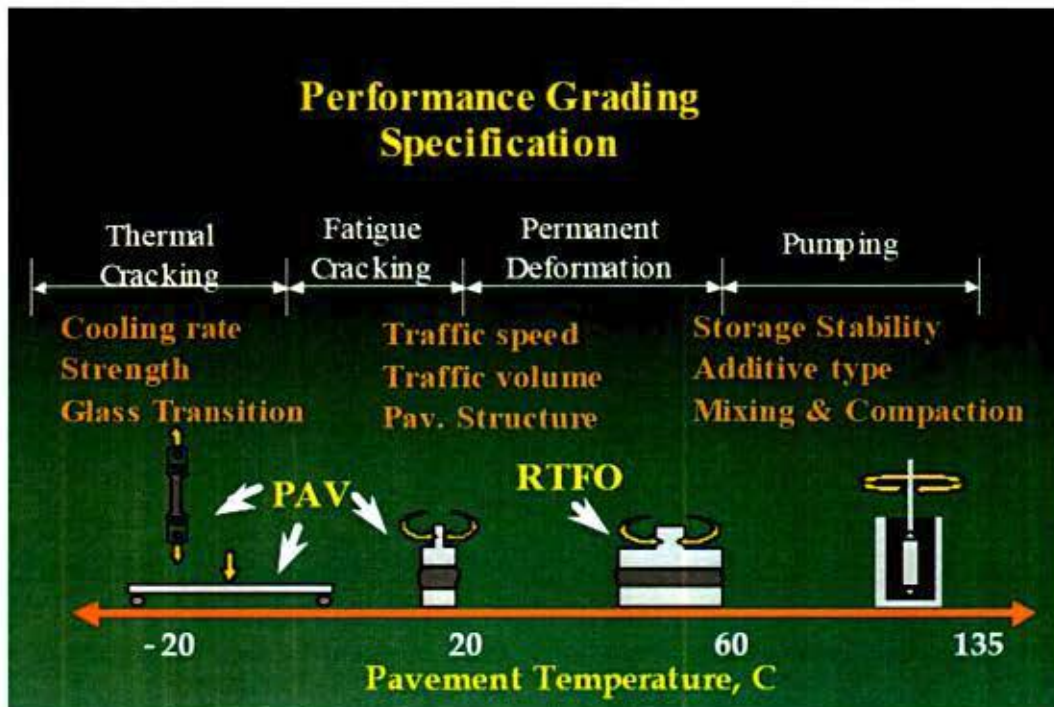 Performance Grading
Specification
Thermal
Cracking
Fatigue
Cracking
Permanent
Deformation
Pumping
Cooling rate
Strength
Glass Transition
Traffic speed
Traffic volume
Pav. Structure
Storage Stability
Additive type
Mixing & Compaction
PAV
RTFO
-20
20
60
135
Pavement Temperature, C